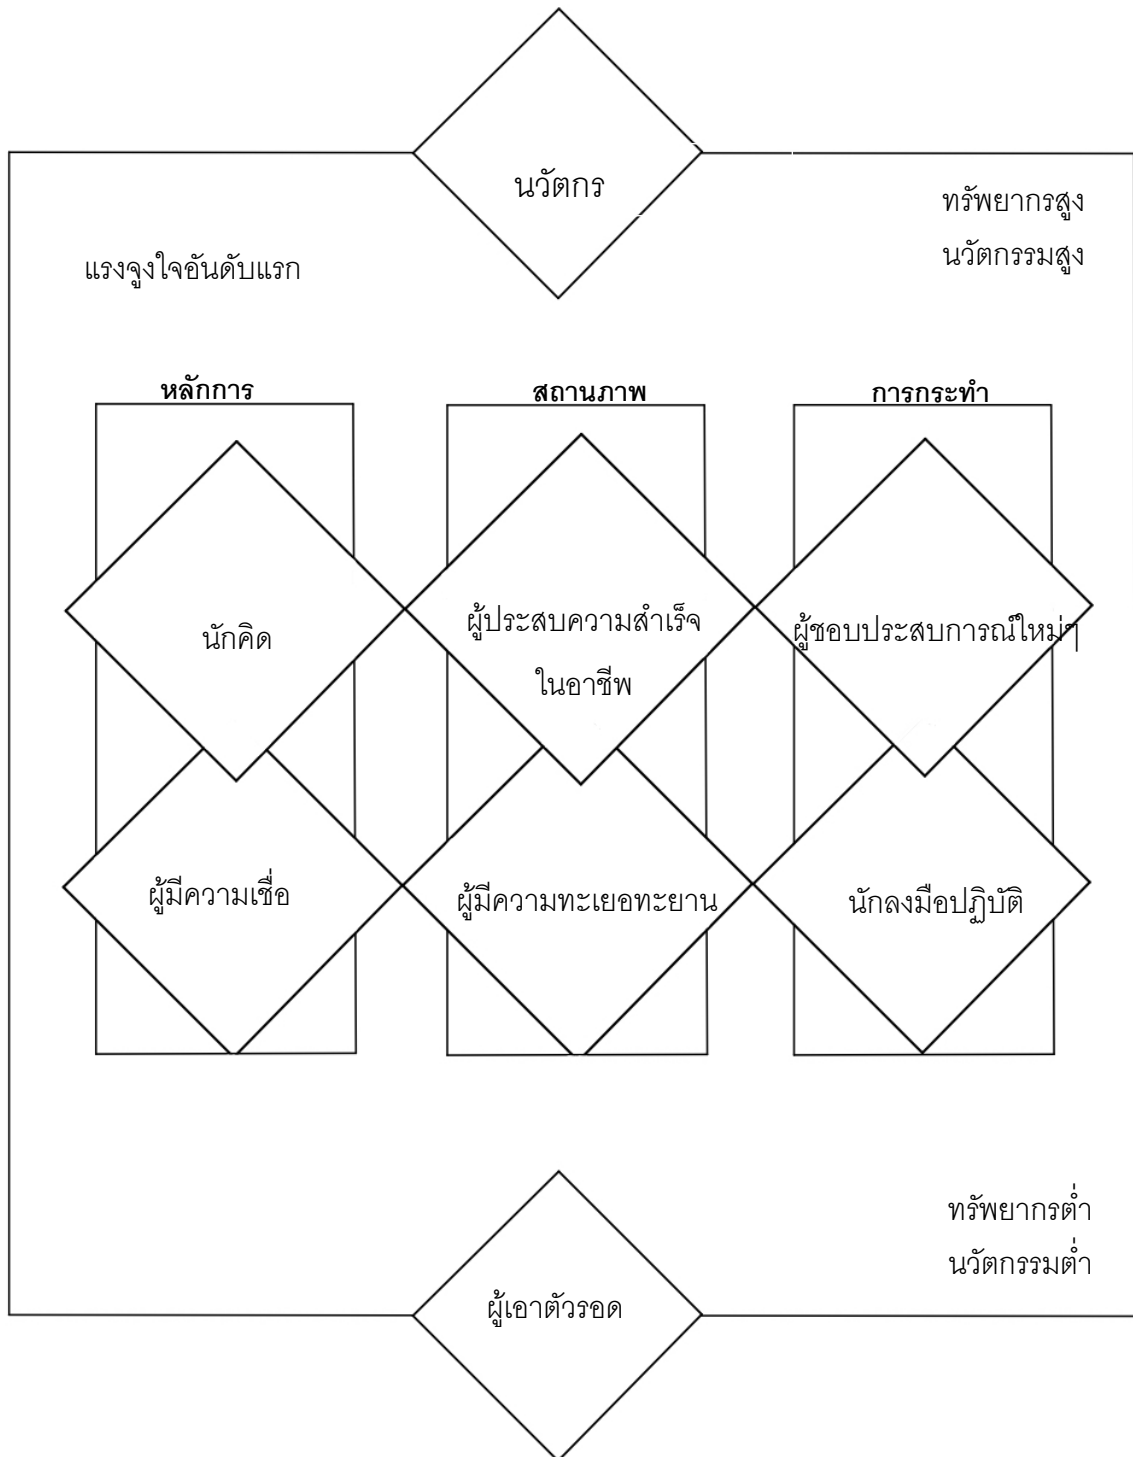 นวัตกร
ทรัพยากรสูง
นวัตกรรมสูง
แรงจูงใจอันดับแรก
หลักการ
สถานภาพ
การกระทำ
นักคิด
ผู้ประสบความสำเร็จ
ในอาชีพ
ผู้ชอบประสบการณ์ใหม่ๆ
ผู้มีความเชื่อ
ผู้มีความทะเยอทะยาน
นักลงมือปฏิบัติ
ทรัพยากรต่ำ
นวัตกรรมต่ำ
ผู้เอาตัวรอด